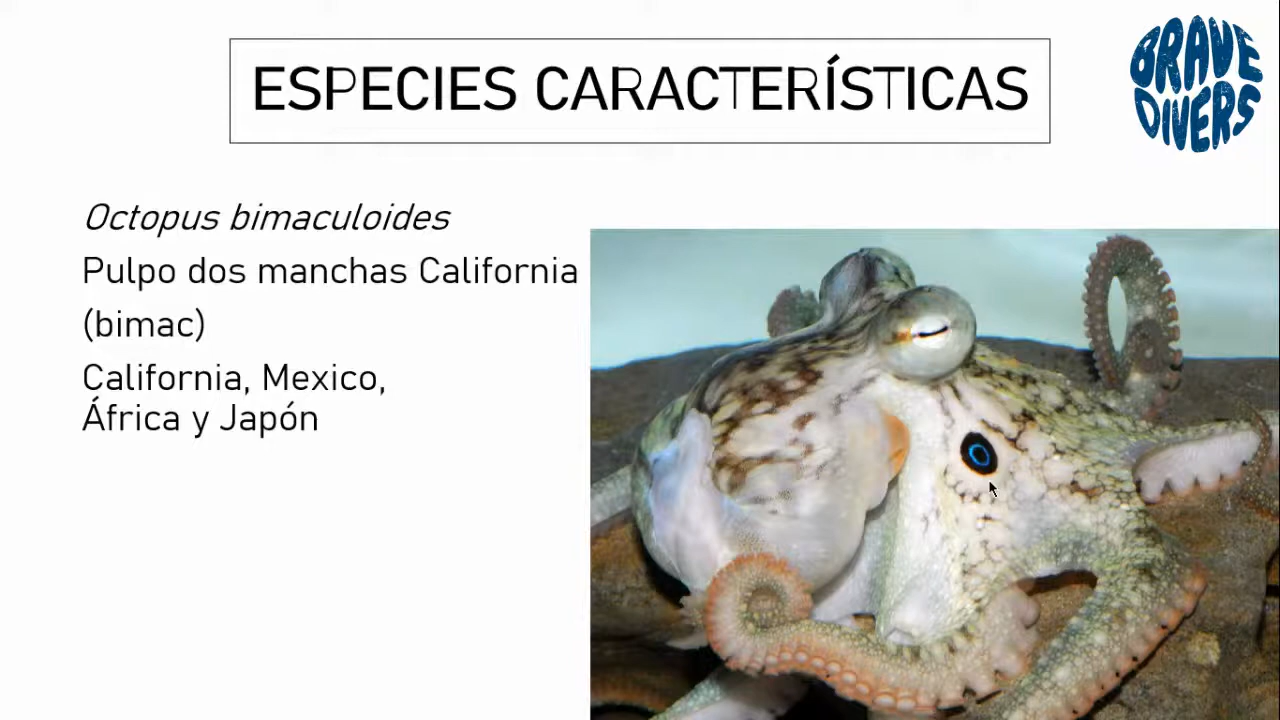 ESPECIES CARACTERÍSTICAS
BRAVE
DIVERS
Octopus bimaculoides
Pulpo dos manchas California
(bimac)
California, Mexico,
África y Japón